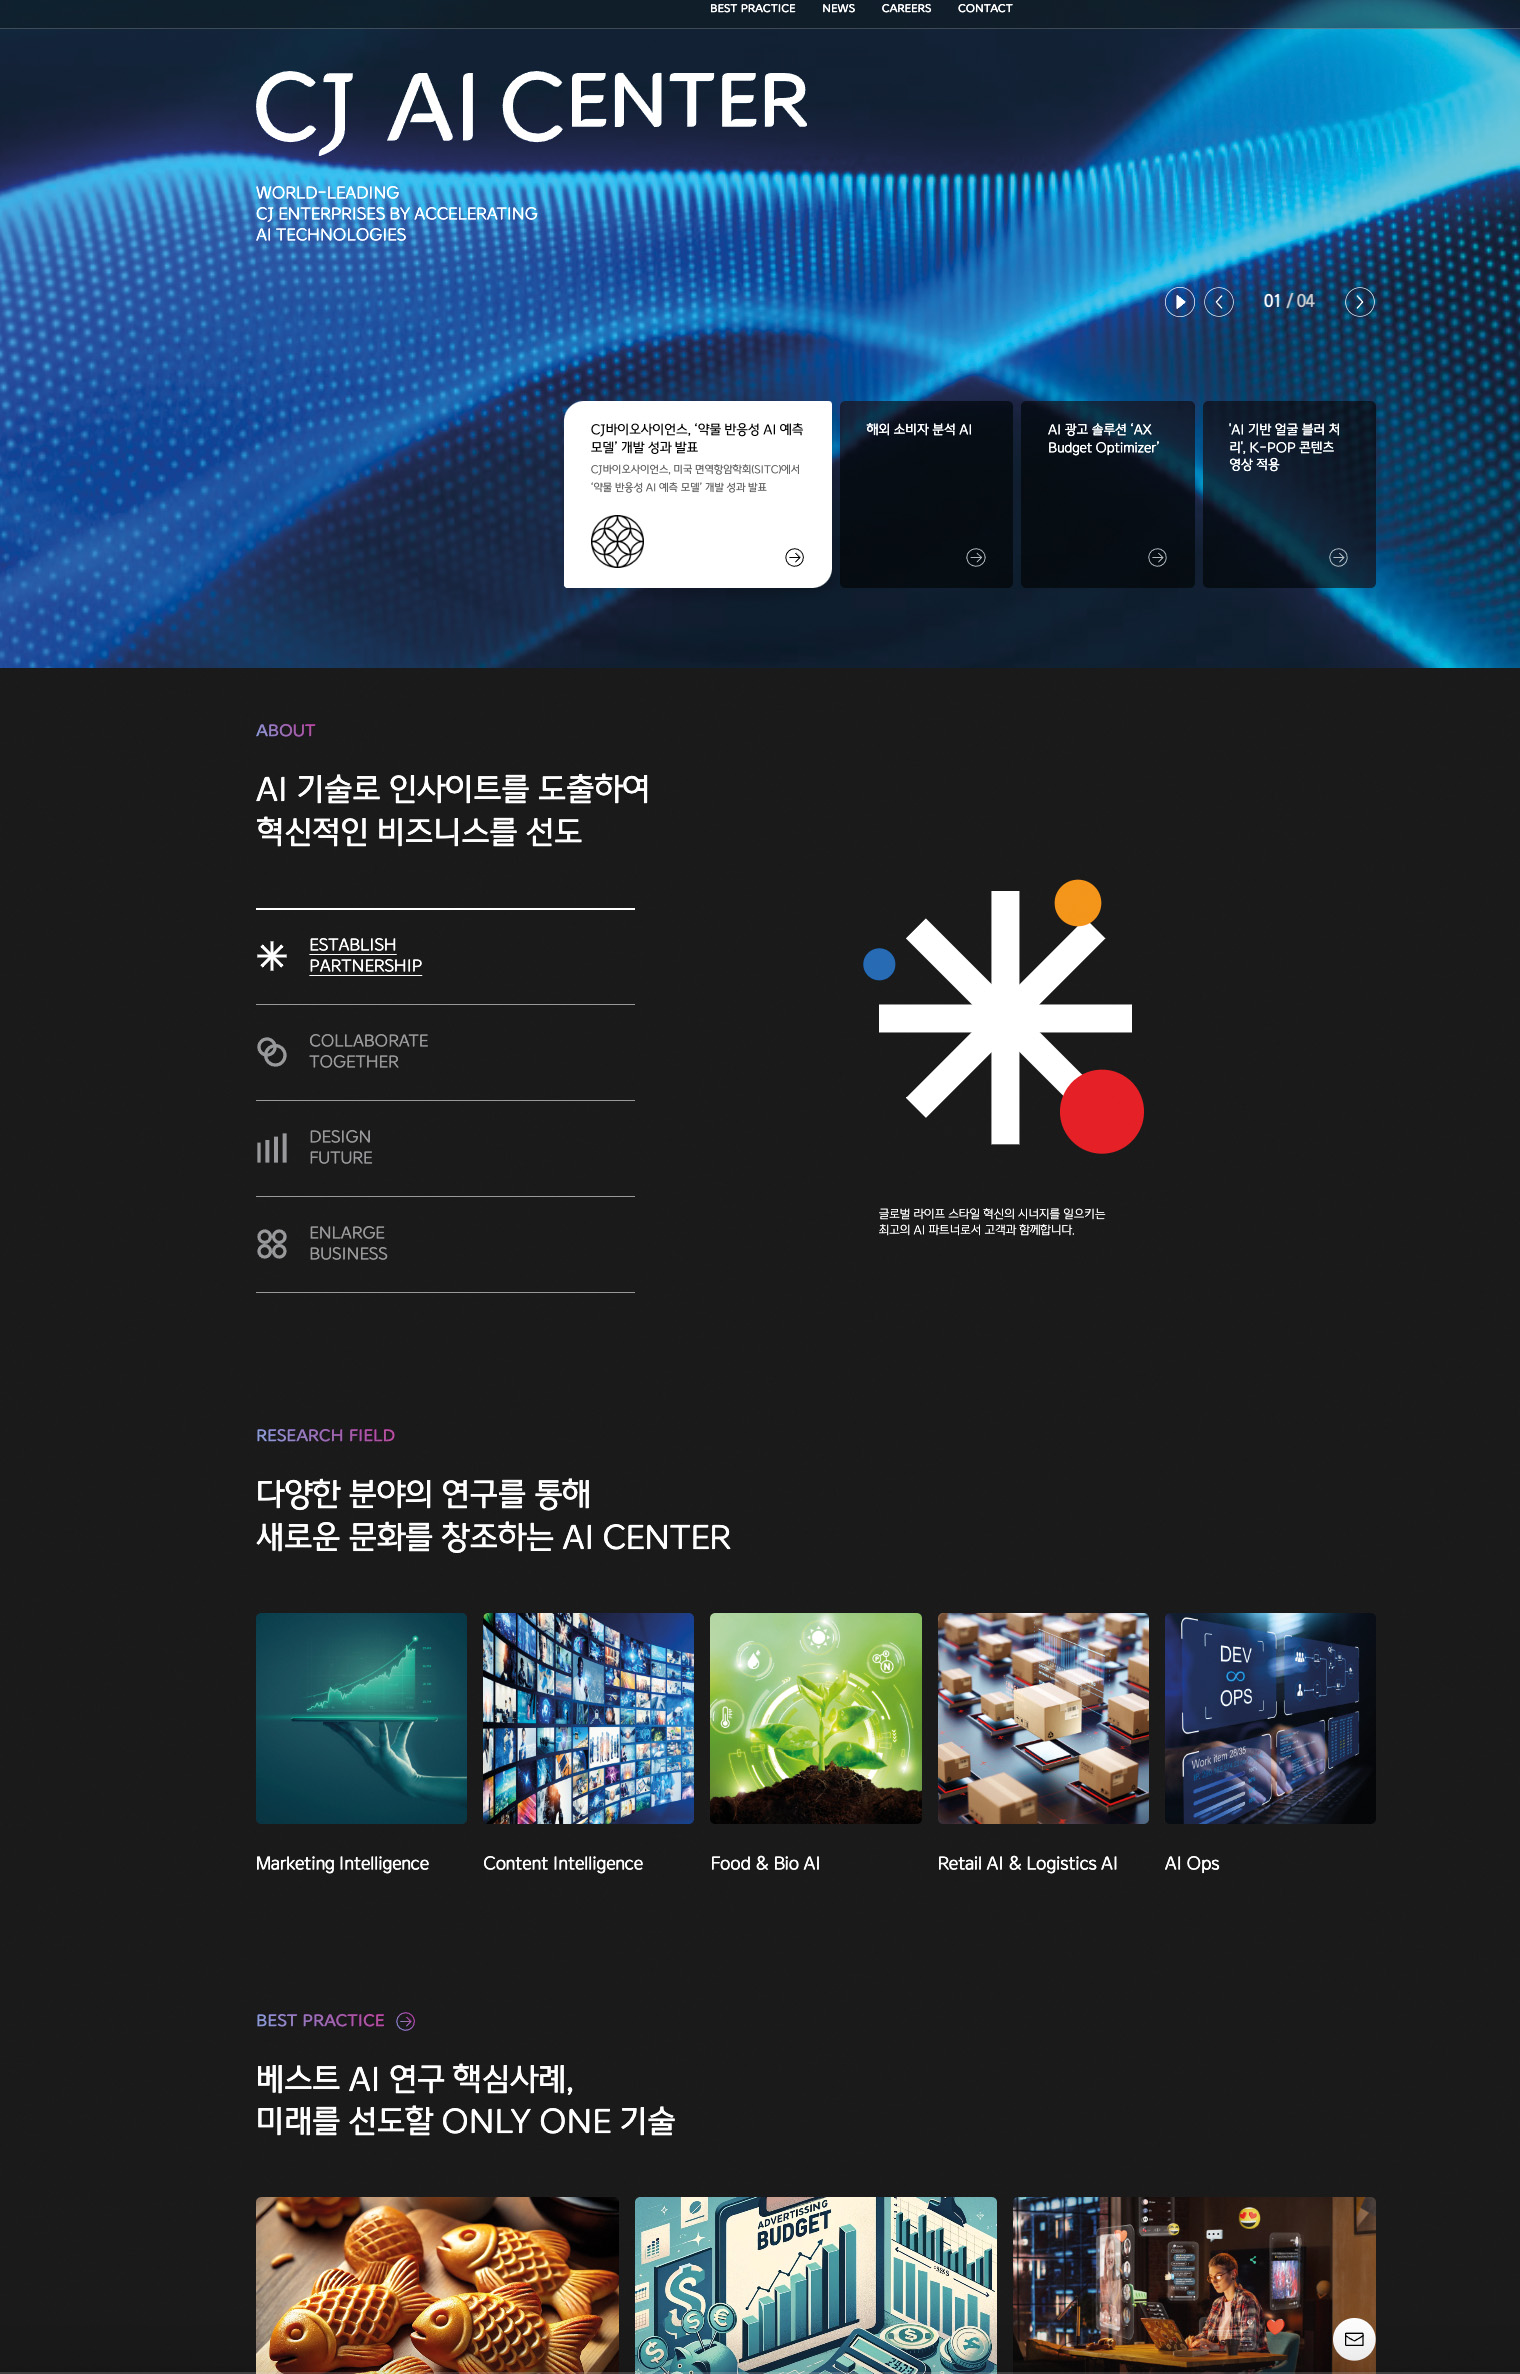 BEST PRACTICE NEWS CAREERS CONTACT
CJ AI CENTER
WORLD-LEADING
CJ ENTERPRISES BY ACCELERATING
AI TECHNOLOGIES
01 / 04
CJ바이오사이언스, ‘약물 반응성 AI 예측
모델’ 개발 성과 발표
CJ바이오사이언스, 미국 면역항암학회(SITC)에서
‘약물 반응성 AI 예측 모델’ 개발 성과 발표
해외 소비자 분석 AI
AI 광고 솔루션 ‘AX
Budget Optimizer’
'AI 기반 얼굴 블러 처
리', K-POP 콘텐츠
영상 적용
ABOUT
AI 기술로 인사이트를 도출하여
혁신적인 비즈니스를 선도
ESTABLISH
PARTNERSHIP
COLLABORATE
TOGETHER
DESIGN
FUTURE
ENLARGE
BUSINESS
글로벌 라이프 스타일 혁신의 시너지를 일으키는
최고의 AI 파트너로서 고객과 함께합니다.
RESEARCH FIELD
다양한 분야의 연구를 통해
새로운 문화를 창조하는 AI CENTER
DEV
OPS
Work item 28/35
Marketing Intelligence
Content Intelligence
Food & Bio AI
Retail AI & Logistics AI
AI Ops
BEST PRACTICE
베스트 AI 연구 핵심사례,
미래를 선도할 ONLY ONE 기술
ADVERTISSING
BUDGET